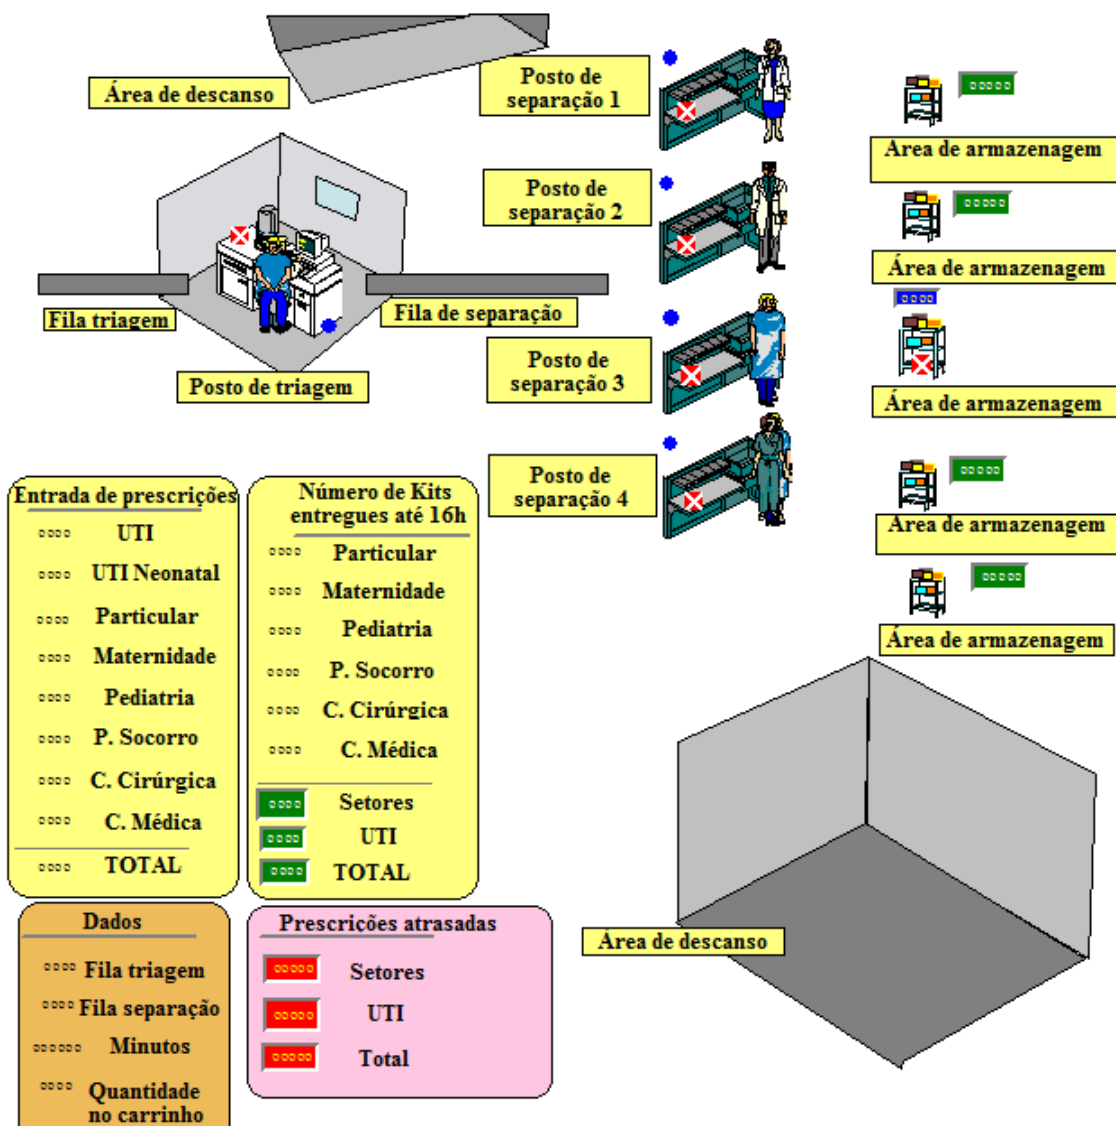 Área de descanso
Posto de
separação 1
Área de armazenagem
Posto de
separação 2
Área de armazenagem
Fila triagem
Fila de separação
Posto de triagem
Posto de
separação 3
Área de armazenagem
Posto de
separação 4
Área de armazenagem
Área de armazenagem
Entrada de prescrições
UTI
UTI Neonatal
Particular
Maternidade
Pediatria
P. Socorro
C. Cirúrgica
C. Médica
TOTAL
Número de Kits
entregues até 16h
Particular
Maternidade
Pediatria
P. Socorro
C. Cirúrgica
C. Médica
Setores
UTI
TOTAL
Dados
Fila triagem
Fila separação
Minutos
Quantidade
no carrinho
Prescrições atrasadas
Setores
UTI
Total
Área de descanso